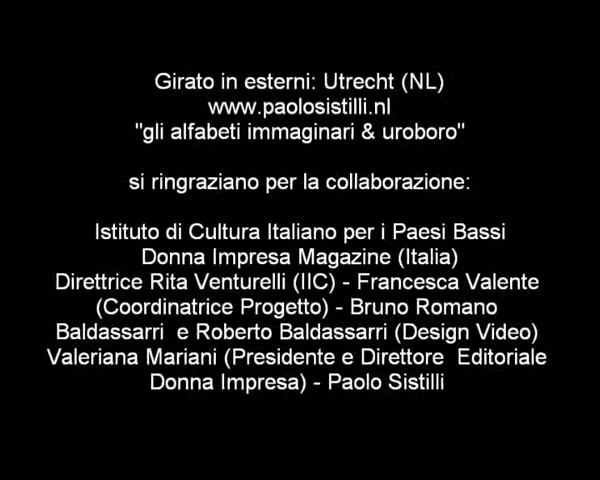 Girato in esterni: Utrecht (NL)
www.paolosistilli.nl
"gli alfabeti immaginari & uroboro"
si ringraziano per la collaborazione:
Istituto di Cultura Italiano per i Paesi Bassi
Donna Impresa Magazine (Italia)
Direttrice Rita Venturelli (IIC) - Francesca Valente
(Coordinatrice Progetto) - Bruno Romano
Baldassarri e Roberto Baldassarri (Design Video)
Valeriana Mariani (Presidente e Direttore Editoriale
Donna Impresa) - Paolo Sistilli